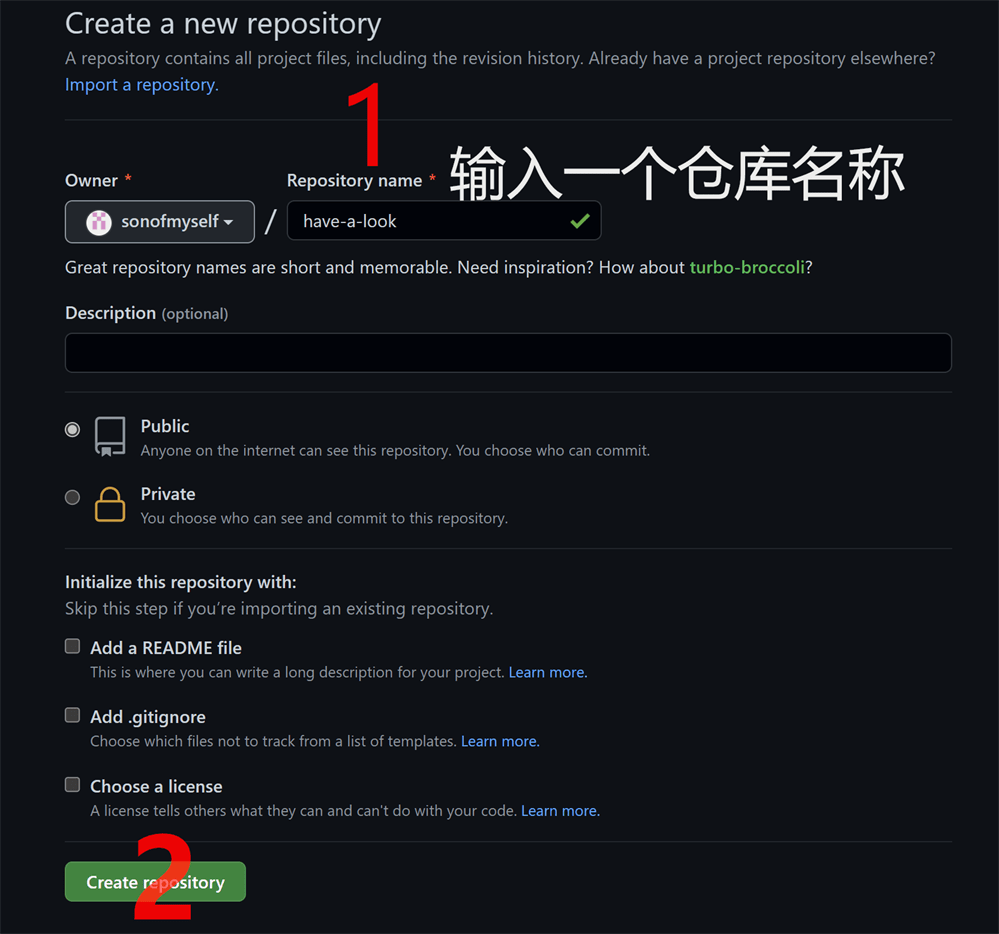 Create a new repository
A repository contains all project files, including the revision history. Already have a project repository elsewhere?
Import a repository.
1
输入一个仓库名称
Owner *
Repository name *
sonofmyself
/
have-a-look
Great repository names are short and memorable. Need inspiration? How about turbo-broccoli?
Description (optional)
Public
Anyone on the internet can see this repository. You choose who can commit.
Private
You choose who can see and commit to this repository.
Initialize this repository with:
Skip this step if you’re importing an existing repository.
Add a README file
This is where you can write a long description for your project. Learn more.
Add .gitignore
Choose which files not to track from a list of templates. Learn more.
Choose a license
A license tells others what they can and can't do with your code. Learn more.
2
Create repository